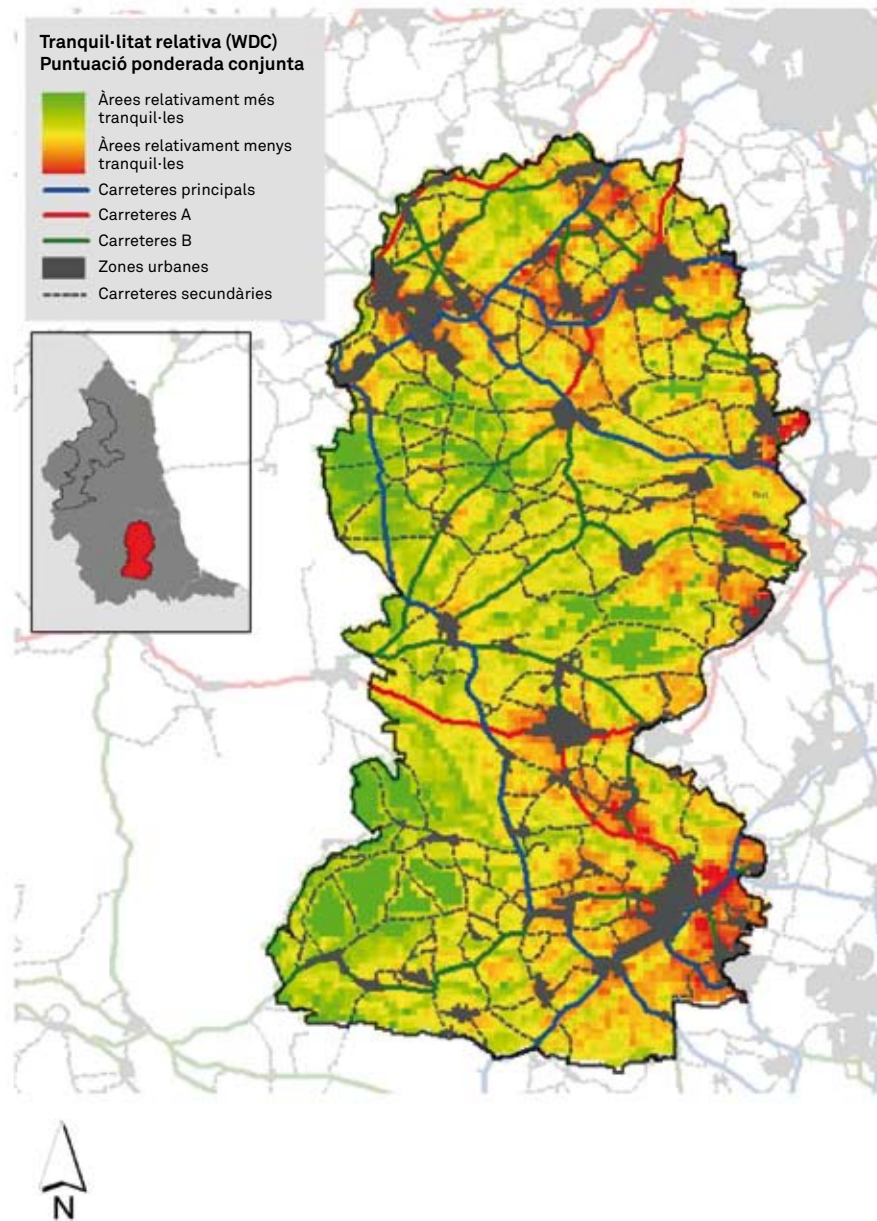 Tranquil·litat relativa (WDC)
Puntuació ponderada conjunta
Àrees relativament més
tranquil·les
Àrees relativament menys
tranquil·les
Carreteres principals
Carreteres A
Carreteres B
Zones urbanes
Carreteres secundàries
N